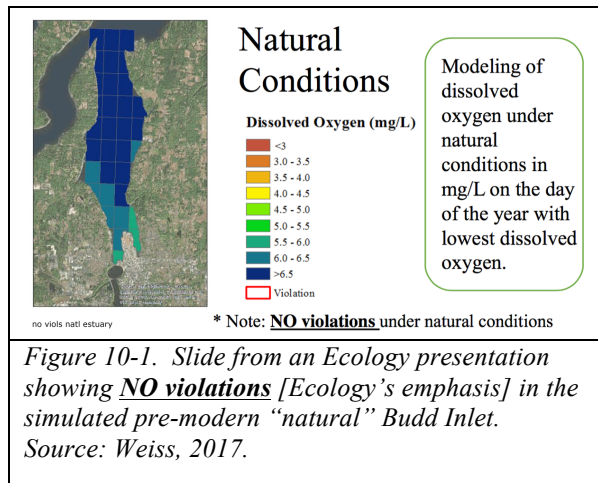 Natural
Conditions
Dissolved Oxygen (mg/L)
<3
3.0 - 3.5
3.5 - 4.0
4.0 - 4.5
4.5 - 5.0
5.0 - 5.5
5.5 - 6.0
6.0 - 6.5
>6.5
Violation
Modeling of
dissolved
oxygen under
natural
conditions in
mg/L on the day
of the year with
lowest dissolved
oxygen.
no viols natl estuary
* Note: NO violations under natural conditions
Figure 10-1. Slide from an Ecology presentation
showing NO violations [Ecology's emphasis] in the
simulated pre-modern “natural” Budd Inlet.
Source: Weiss, 2017.